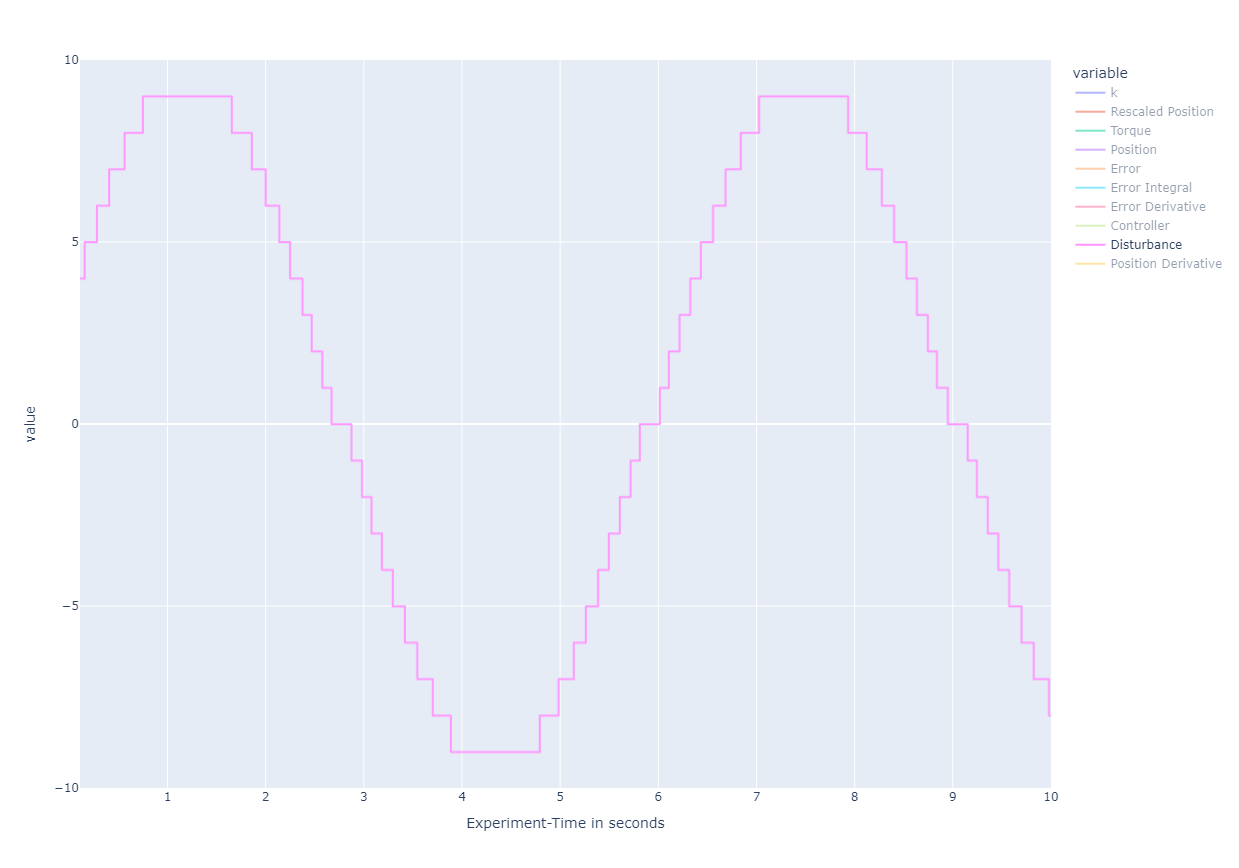 10
5
0
−5
−10
value
1 2 3 4 5 6 7 8 9 10
Experiment-Time in seconds
variable
k
Rescaled Position
Torque
Position
Error
Error Integral
Error Derivative
Controller
Disturbance
Position Derivative